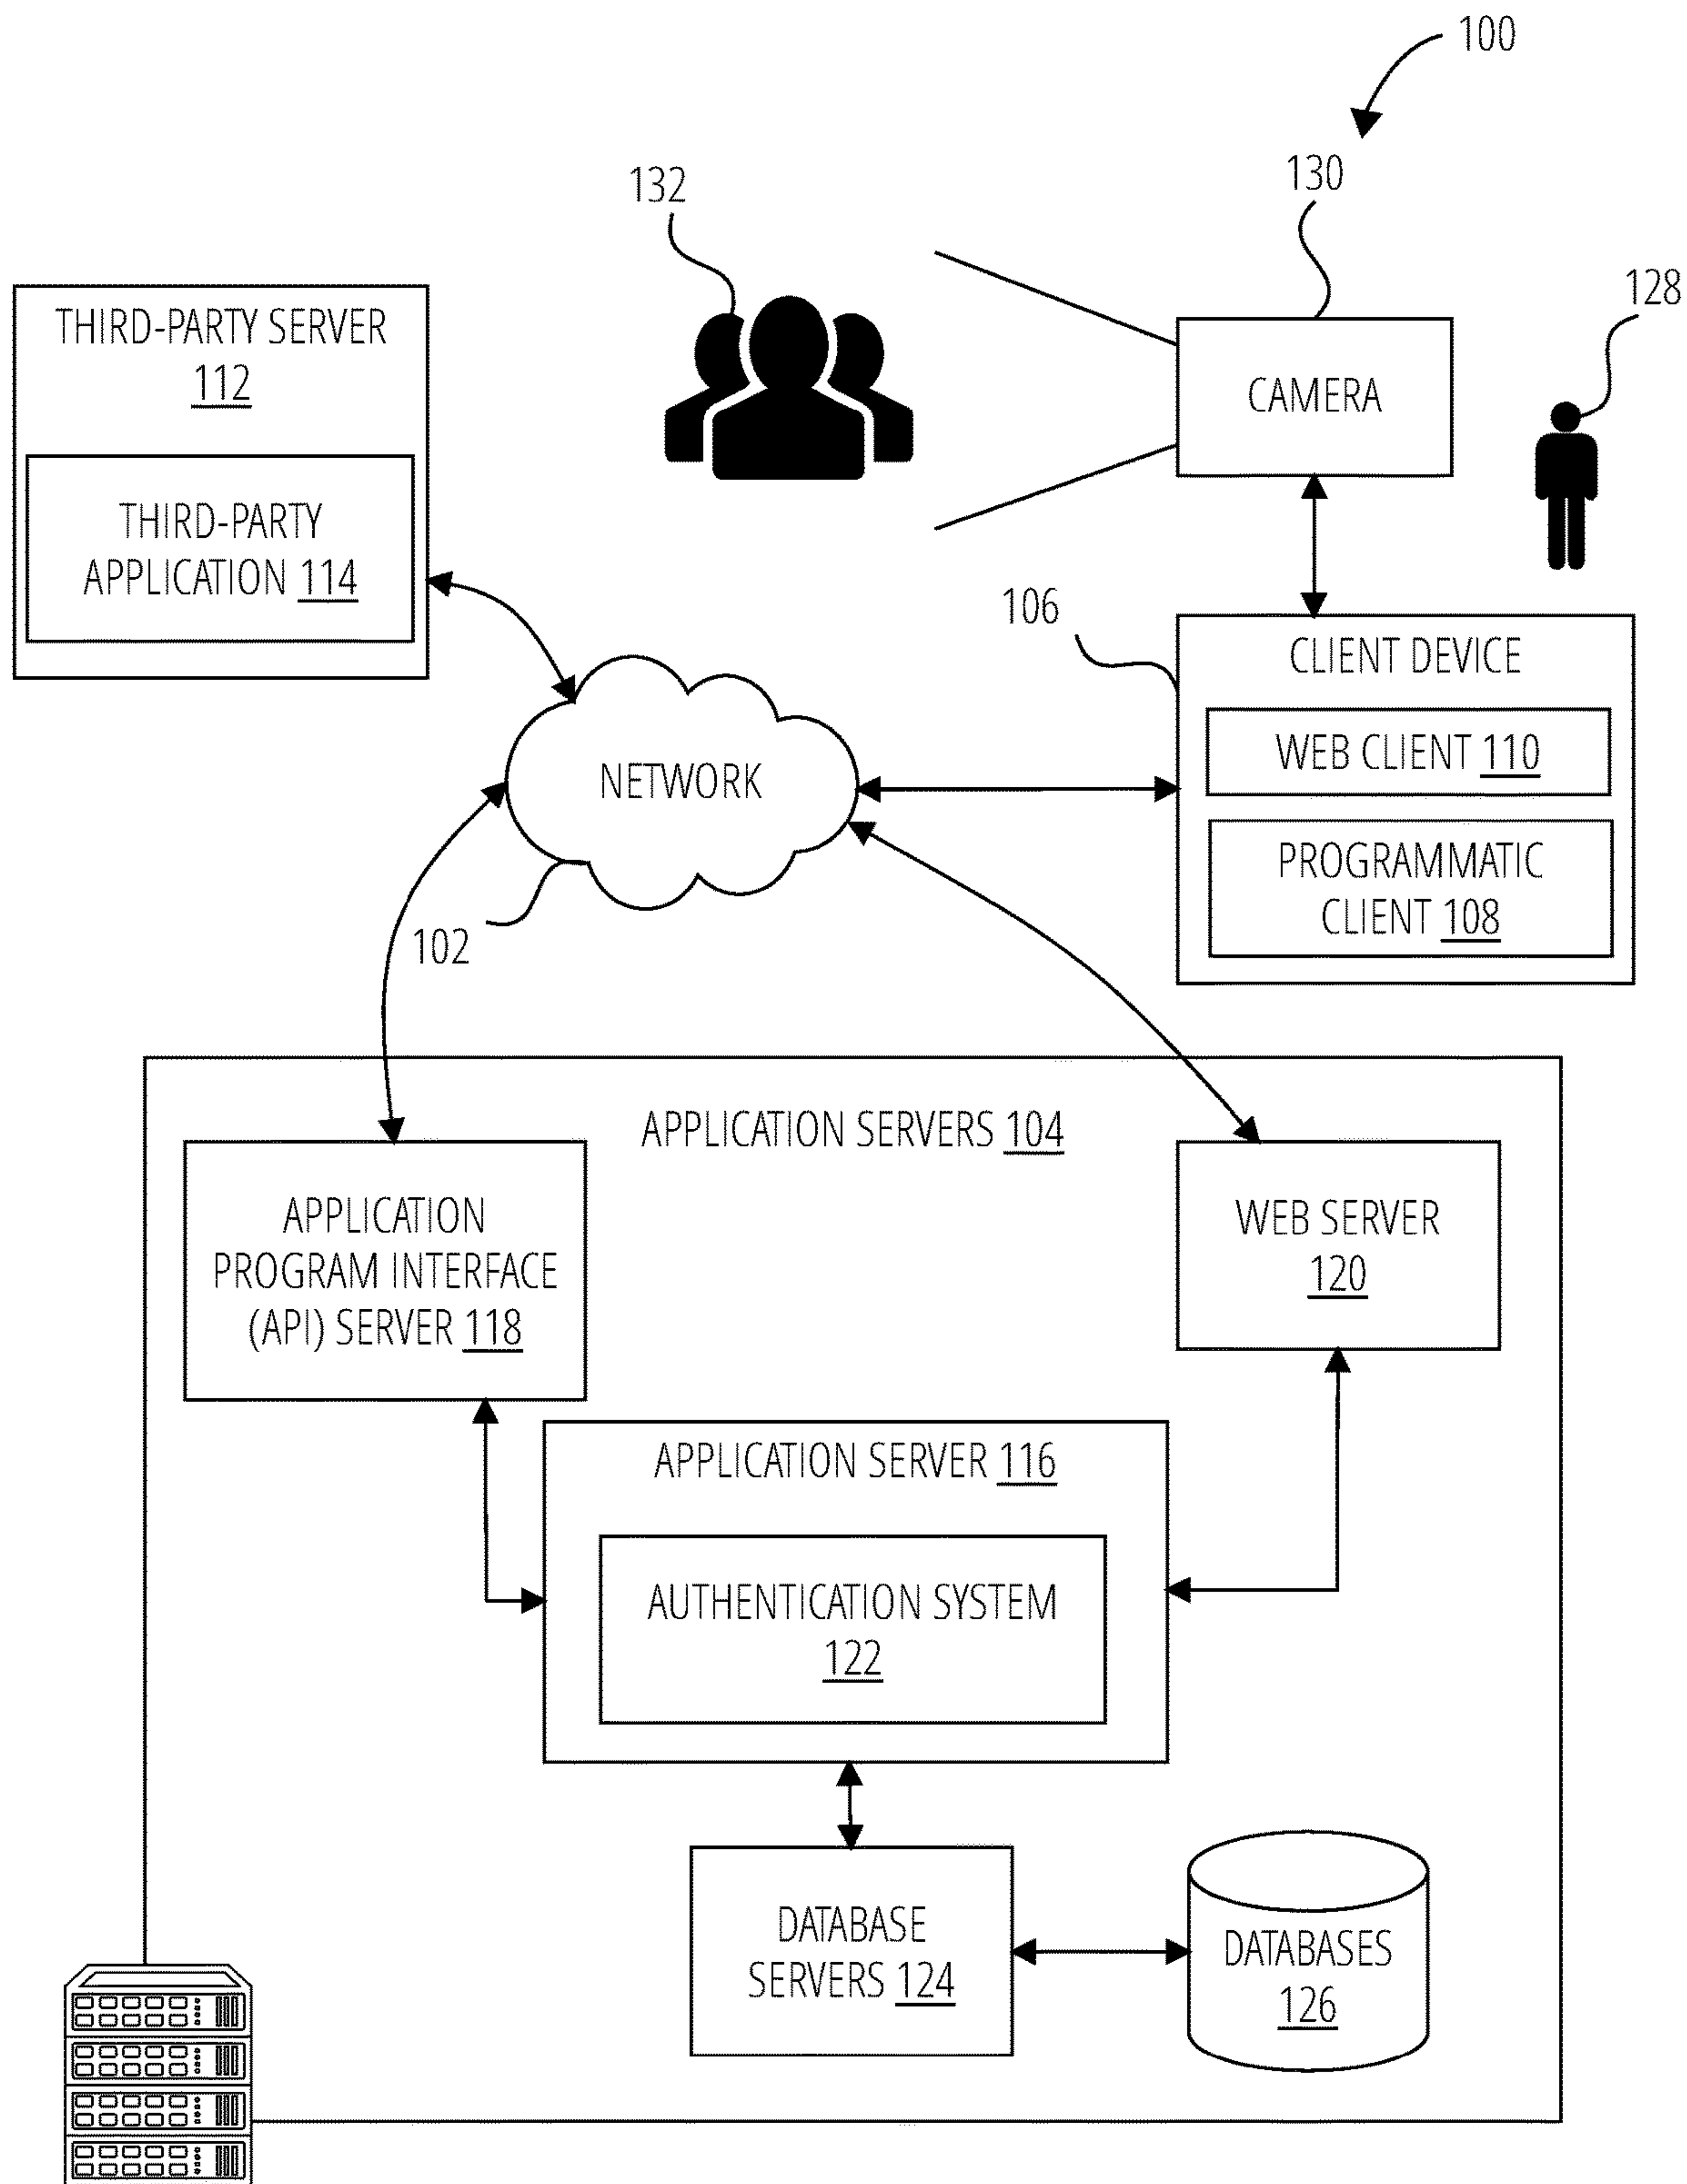 100
130
132
128
THIRD-PARTY SERVER
112
CAMERA
THIRD-PARTY
APPLICATION 114
106
CLIENT DEVICE
WEB CLIENT 110
NETWORK
PROGRAMMATIC
CLIENT 108
102
APPLICATION SERVERS 104
APPLICATION
PROGRAM INTERFACE
(API) SERVER 118
WEB SERVER
120
APPLICATION SERVER 116
AUTHENTICATION SYSTEM
122
DATABASE
SERVERS 124
DATABASES
126